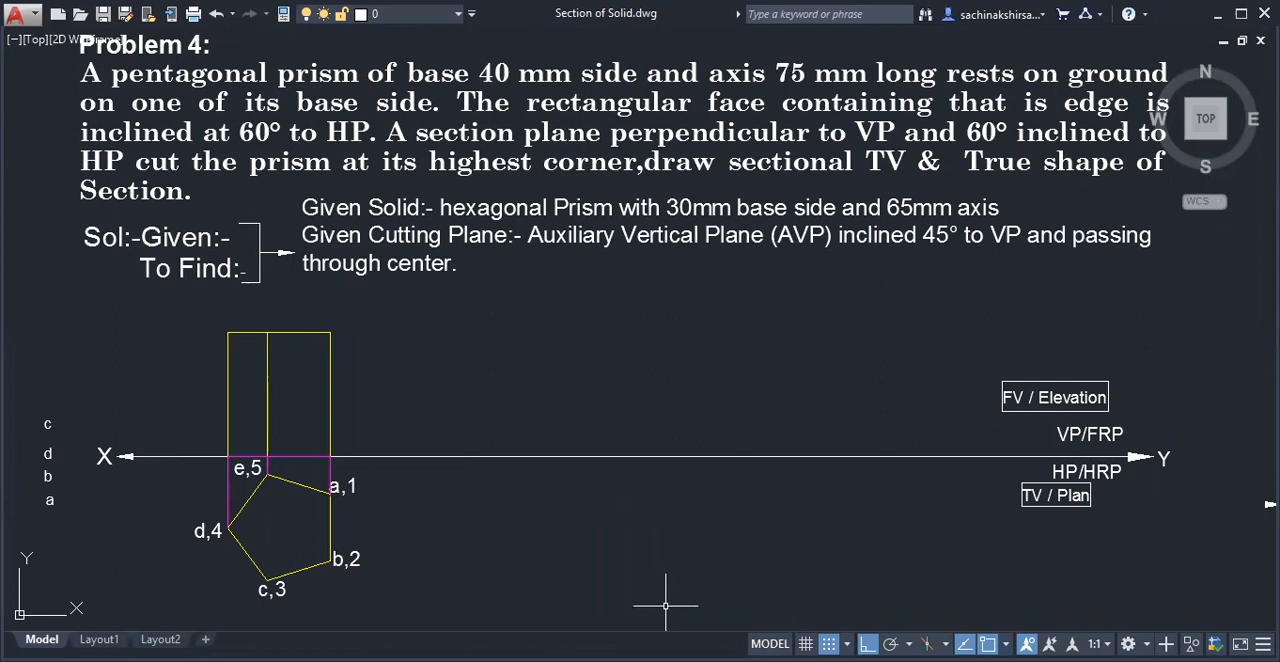 A
0
Section of Solid.dwg
Type a keyword or phrase
sachinakshirsa...
[−][Top][2D Wireframe]
Problem 4:
A pentagonal prism of base 40 mm side and axis 75 mm long rests on ground
on one of its base side. The rectangular face containing that is edge is
inclined at 60° to HP. A section plane perpendicular to VP and 60° inclined to
HP cut the prism at its highest corner,draw sectional TV & True shape of
Section.
N
W
TOP
E
S
WCS
Given Solid:- hexagonal Prism with 30mm base side and 65mm axis
Sol:-Given:-
Given Cutting Plane:- Auxiliary Vertical Plane (AVP) inclined 45° to VP and passing
To Find:-
through center.
FV / Elevation
c
VP/FRP
d
X
Y
e,5
HP/HRP
b
a,1
TV / Plan
a
d,4
b,2
c,3
Y
X
Model
Layout1
Layout2
+
MODEL
1:1